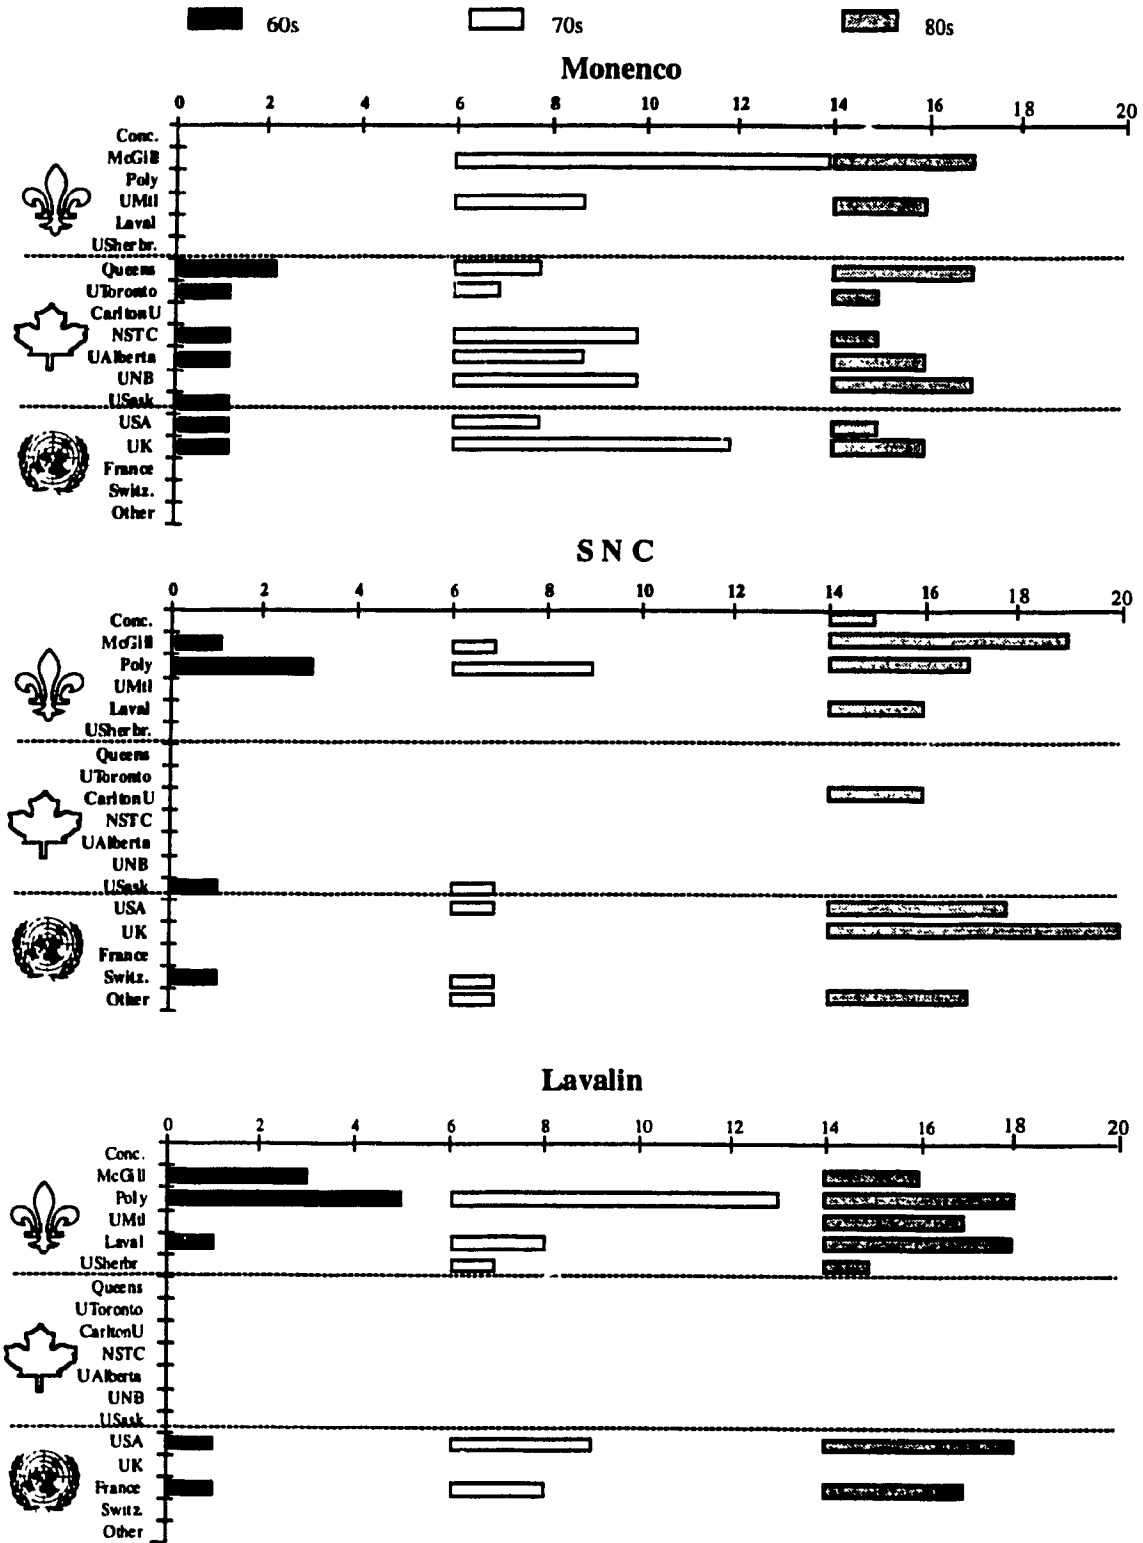 60s 70s 80s
Monenco
0 2 4 6 8 10 12 14 16 18 20
Conc.
McGill
Poly
UMtl
Laval
USherbr.
Queens
UToronto
CarltonU
NSTC
UAlberta
UNB
USask
USA
UK
France
Switz.
Other
SNC
0 2 4 6 8 10 12 14 16 18 20
Conc.
McGill
Poly
UMtl
Laval
USherbr.
Queens
UToronto
CarltonU
NSTC
UAlberta
UNB
USask
USA
UK
France
Switz.
Other
Lavalin
0 2 4 6 8 10 12 14 16 18 20
Conc.
McGill
Poly
UMtl
Laval
USherbr
Queens
UToronto
CarltonU
NSTC
UAlberta
UNB
USask
USA
UK
France
Switz.
Other